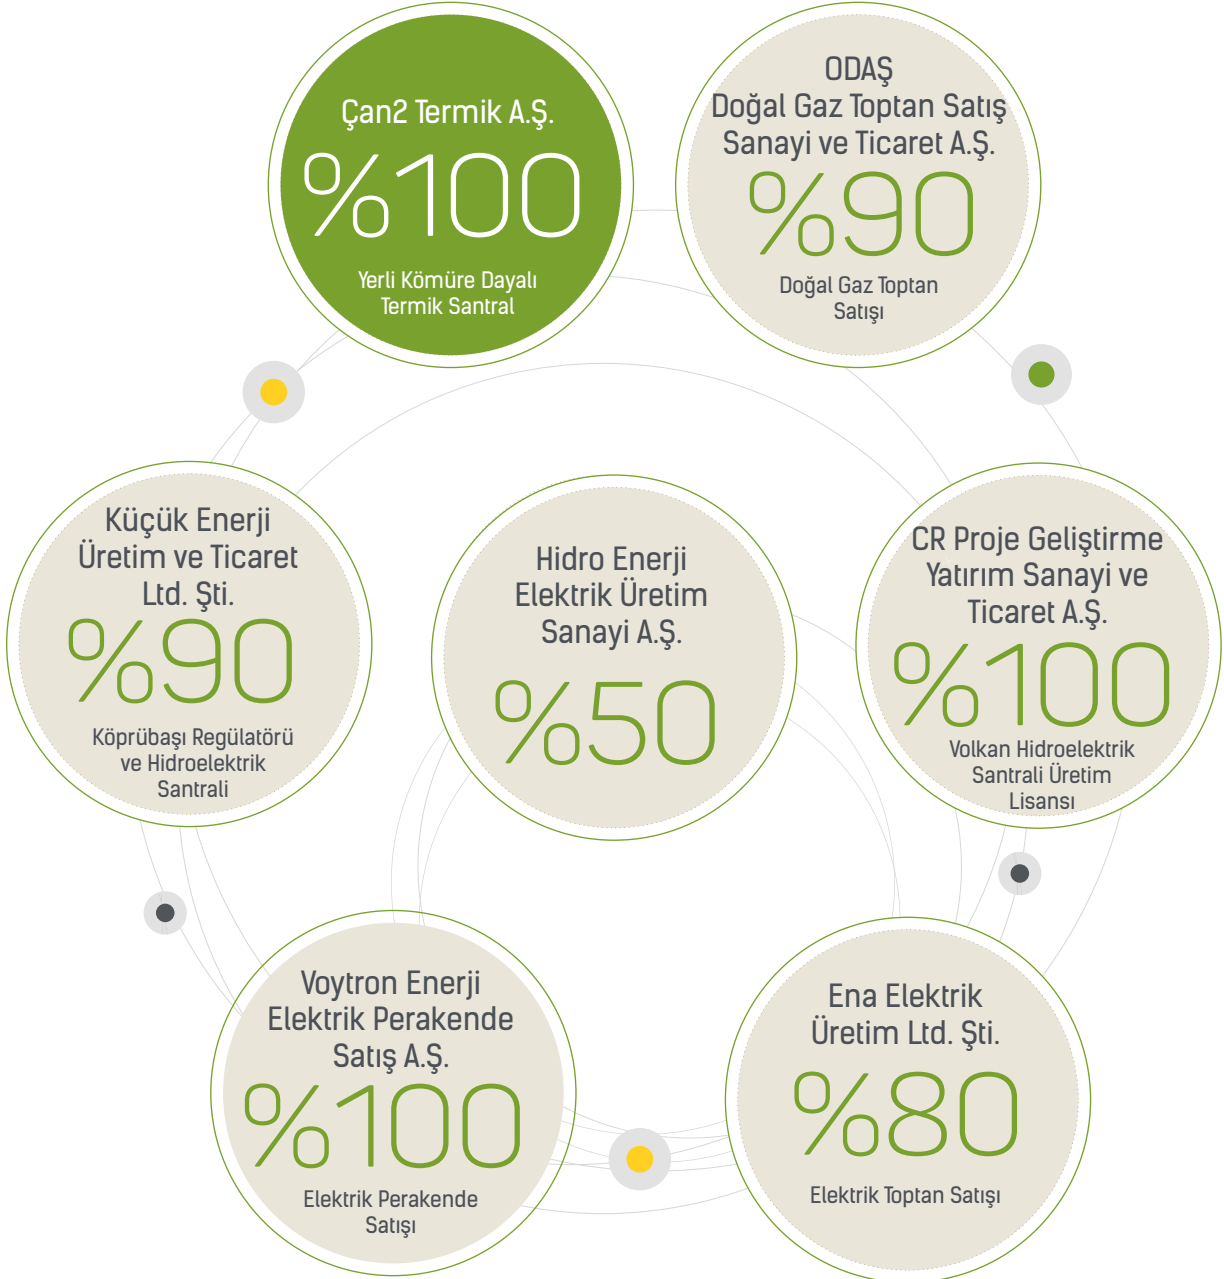 Çan2 Termik A.Ş.
%100
Yerli Kömüre Dayalı
Termik Santral
ODAŞ
Doğal Gaz Toptan Satış
Sanayi ve Ticaret A.Ş.
%90
Doğal Gaz Toptan
Satışı
Küçük Enerji
Üretim ve Ticaret
Ltd. Şti.
%90
Köprübaşı Regülatörü
ve Hidroelektrik
Santrali
Hidro Enerji
Elektrik Üretim
Sanayi A.Ş.
%50
CR Proje Geliştirme
Yatırım Sanayi ve
Ticaret A.Ş.
%100
Volkan Hidroelektrik
Santrali Üretim
Lisansı
Voytron Enerji
Elektrik Perakende
Satış A.Ş.
%100
Elektrik Perakende
Satışı
Ena Elektrik
Üretim Ltd. Şti.
%80
Elektrik Toptan Satışı